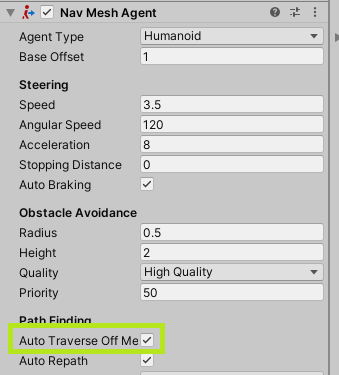 Nav Mesh Agent
Agent Type Humanoid
Base Offset 1
Steering
Speed 3.5
Angular Speed 120
Acceleration 8
Stopping Distance 0
Auto Braking
Obstacle Avoidance
Radius 0.5
Height 2
Quality High Quality
Priority 50
Path Finding
Auto Traverse Off Me
Auto Repath